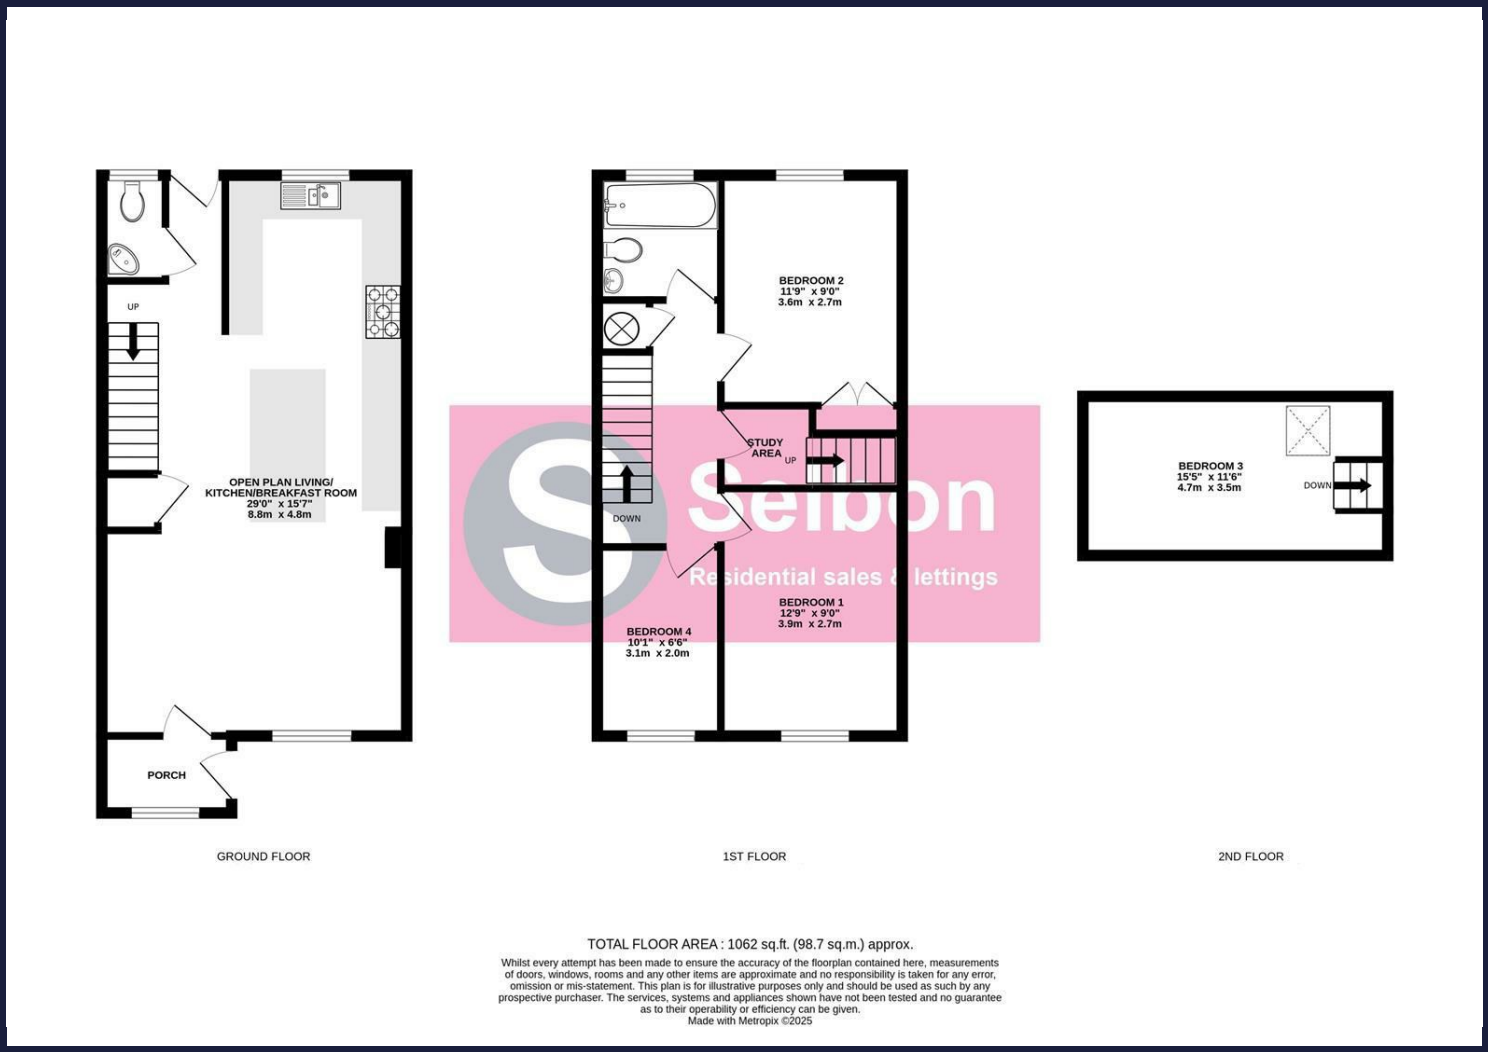 UP
OPEN PLAN LIVING/
KITCHEN/BREAKFAST ROOM
29'0" x 15'7"
8.8m x 4.8m
PORCH
GROUND FLOOR
BEDROOM 2
11'9" x 9'0"
3.6m x 2.7m
STUDY
AREA
UP
DOWN
Selbon
Residential sales & lettings
BEDROOM 1
12'9" x 9'0"
3.9m x 2.7m
BEDROOM 4
10'1" x 6'6"
3.1m x 2.0m
1ST FLOOR
BEDROOM 3
15'5" x 11'6"
4.7m x 3.5m
DOWN
2ND FLOOR
TOTAL FLOOR AREA : 1062 sq.ft. (98.7 sq.m.) approx.
Whilst every attempt has been made to ensure the accuracy of the floorplan contained here, measurements
of doors, windows, rooms and any other items are approximate and no responsibility is taken for any error,
omission or mis-statement. This plan is for illustrative purposes only and should be used as such by any
prospective purchaser. The services, systems and appliances shown have not been tested and no guarantee
as to their operability or efficiency can be given.
Made with Metropix ©2025